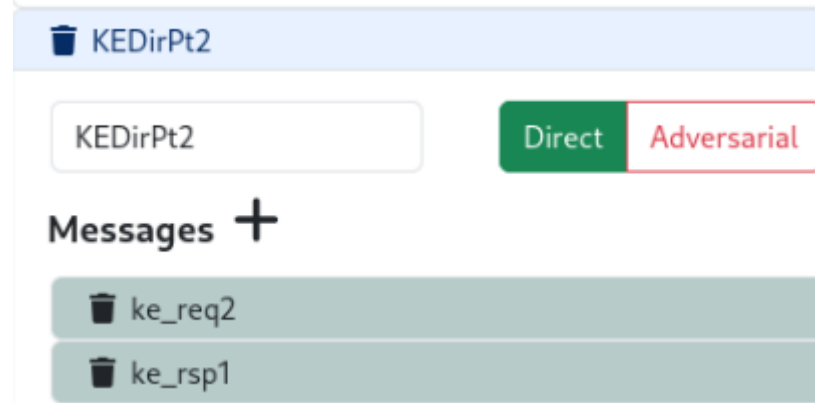 KEDirPt2
KEDirPt2
Direct Adversarial
Messages +
ke_req2
ke_rsp1